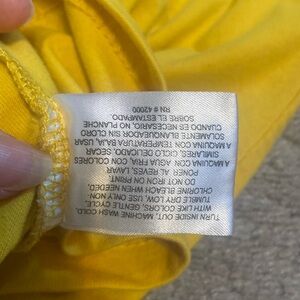 TURN INSIDE OUT, MACHINE WASH COLD,
WITH LIKE COLORS, GENTLE CYCLE,
TUMBLE DRY LOW, USE ONLY NON-
CHLORINE BLEACH WHEN NEEDED,
DO NOT IRON ON PRINT
PONER AL REVES, LAVAR
A MAQUINA CON AGUA FRIA, CON COLORES
SIMILARES, CICLO DELICADO, SECAR
A MAQUINA CON TEMPERATURA BAJA, USAR
SOLAMENTE BLANQUEADOR SIN CLORO
CUANDO ES NECESARIO, NO PLANCHE
SOBRE EL ESTAMPADO.
RN # 42000